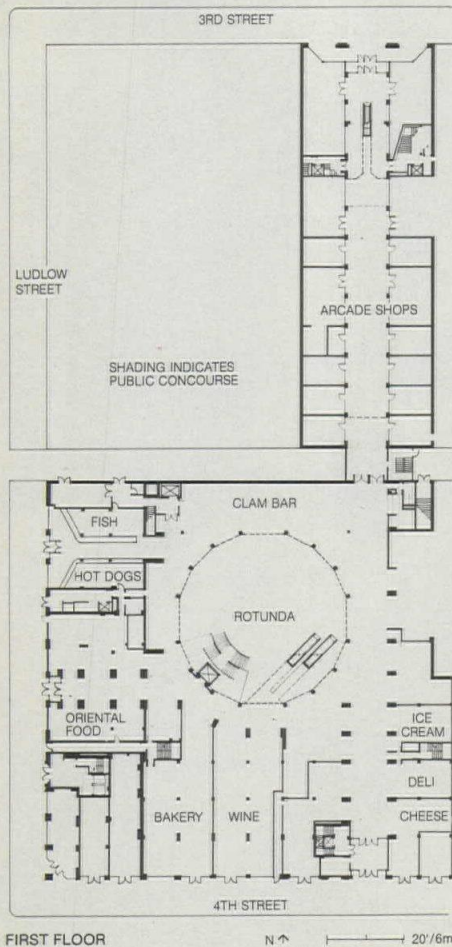 3RD STREET
LUDLOW
STREET
ARCADE SHOPS
SHADING INDICATES
PUBLIC CONCOURSE
CLAM BAR
FISH
HOT DOGS
ROTUNDA
ORIENTAL
FOOD
ICE
CREAM
DELI
BAKERY
WINE
CHEESE
4TH STREET
FIRST FLOOR
N
20'/6m